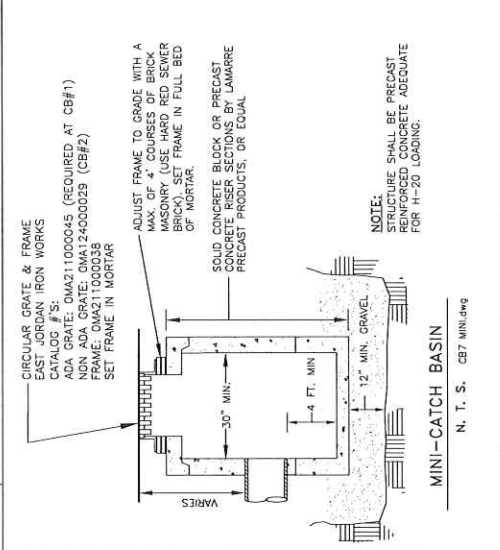 CIRCULAR GRATE & FRAME
EAST JORDAN IRON WORKS
CATALOG #'S:
ADA GRATE: OMA211000045 (REQUIRED AT CB#1)
NON ADA GRATE: OMA124000029 (CB#2)
FRAME: OMA211000038
SET FRAME IN MORTAR
ADJUST FRAME TO GRADE WITH A
MAX. OF 4" COURSES OF BRICK
MASONRY (USE HARD RED SEWER
BRICK). SET FRAME IN FULL BED
OF MORTAR.
SOLID CONCRETE BLOCK OR PRECAST
CONCRETE RISER SECTIONS BY LAMARRE
PRECAST PRODUCTS, OR EQUAL
VARIES
30" MIN.
4 FT. MIN
12" MIN. GRAVEL
NOTE:
STRUCTURE SHALL BE PRECAST
REINFORCED CONCRETE ADEQUATE
FOR H-20 LOADING.
MINI-CATCH BASIN
N. T. S. CB7 MINI.dwg